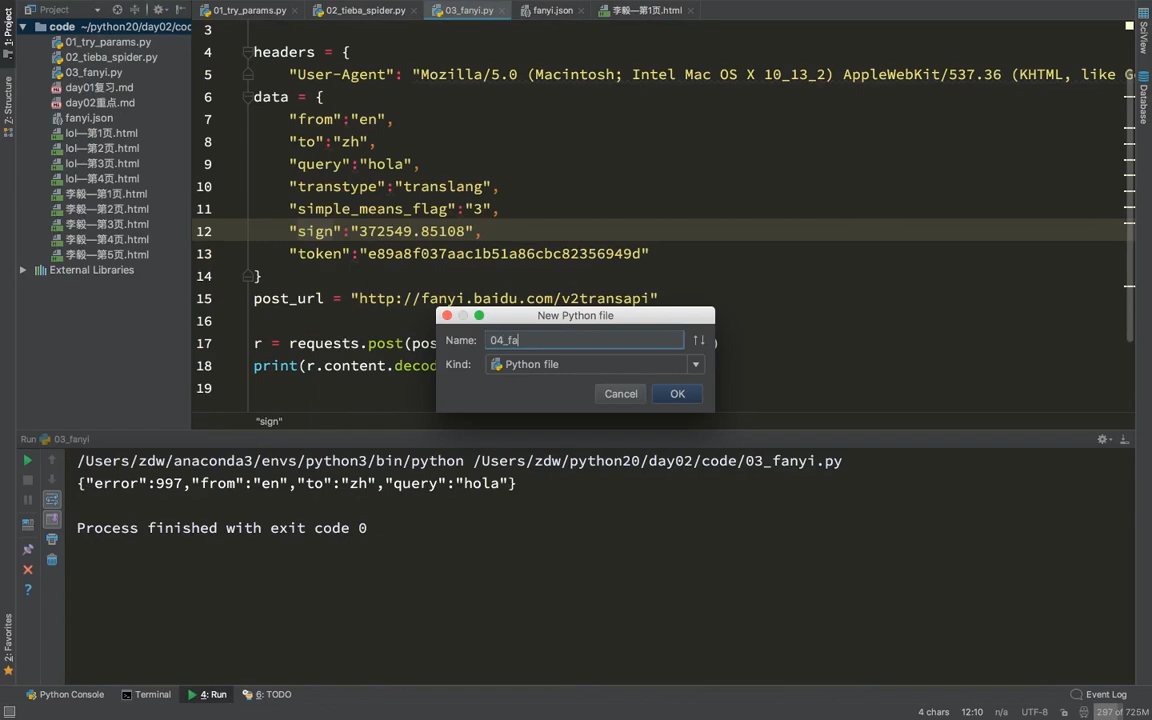 Project
01_try_params.py
02_tieba_spider.py
03_fanyi.py
fanyi.json
李毅—第1页.html
1: Project
Z: Structure
2: Favorites
SciView
Database
code ~/python20/day02/coc
01_try_params.py
02_tieba_spider.py
03_fanyi.py
day01复习.md
day02重点.md
fanyi.json
lol—第1页.html
lol—第2页.html
lol—第3页.html
lol—第4页.html
李毅—第1页.html
李毅—第2页.html
李毅—第3页.html
李毅—第4页.html
李毅—第5页.html
External Libraries
3
4 headers = {
5 "User-Agent": "Mozilla/5.0 (Macintosh; Intel Mac OS X 10_13_2) AppleWebKit/537.36 (KHTML, like G
6 data = {
7 "from":"en",
8 "to":"zh",
9 "query":"hola",
10 "transtype":"translang",
11 "simple_means_flag":"3",
12 "sign":"372549.85108",
13 "token":"e89a8f037aac1b51a86cbc82356949d"
14 }
15 post_url = "http://fanyi.baidu.com/v2transapi"
16
17 r = requests.post(pos )
18 print(r.content.decod
19
"sign"
New Python file
Name: 04_fa
Kind: Python file
Cancel OK
Run 03_fanyi
/Users/zdw/anaconda3/envs/python3/bin/python /Users/zdw/python20/day02/code/03_fanyi.py
{"error":997,"from":"en","to":"zh","query":"hola"}
Process finished with exit code 0
Python Console Terminal 4: Run 6: TODO Event Log
4 chars 12:10 n/a UTF-8 297 of 725M